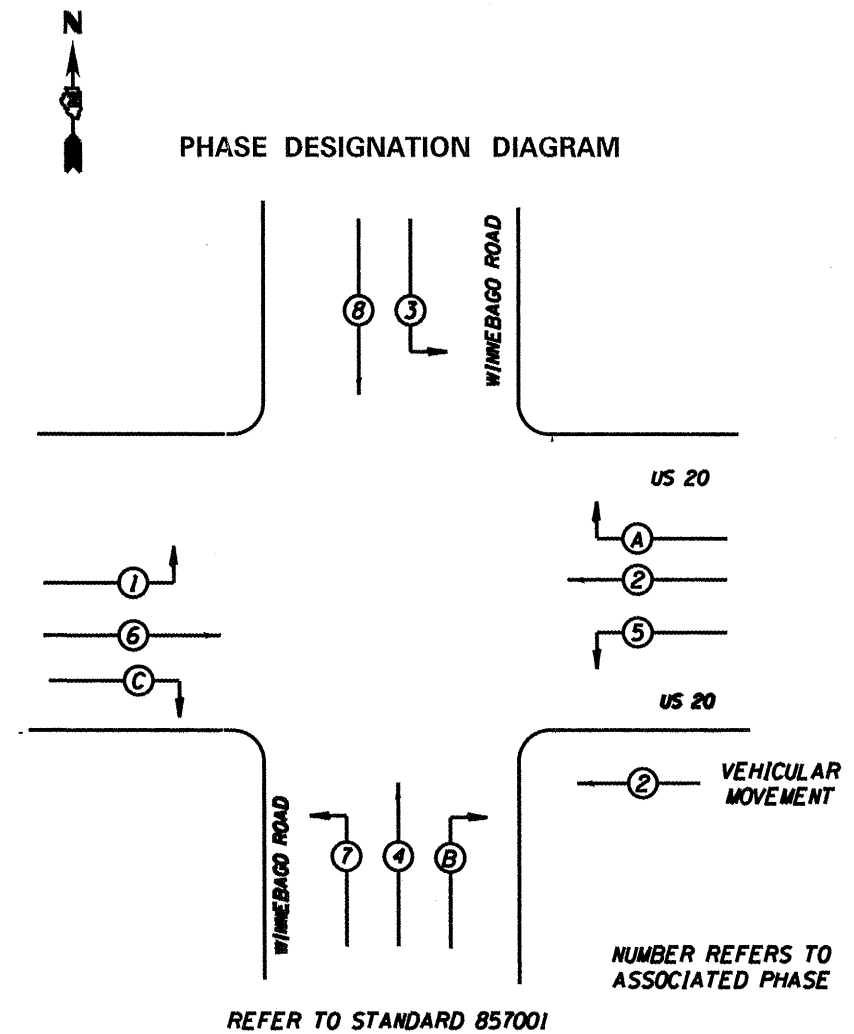 N
PHASE DESIGNATION DIAGRAM
WINNEBAGO ROAD
8
3
US 20
A
1
2
6
5
C
US 20
2
VEHICULAR
MOVEMENT
WINNEBAGO ROAD
7
4
B
NUMBER REFERS TO
ASSOCIATED PHASE
REFER TO STANDARD 857001